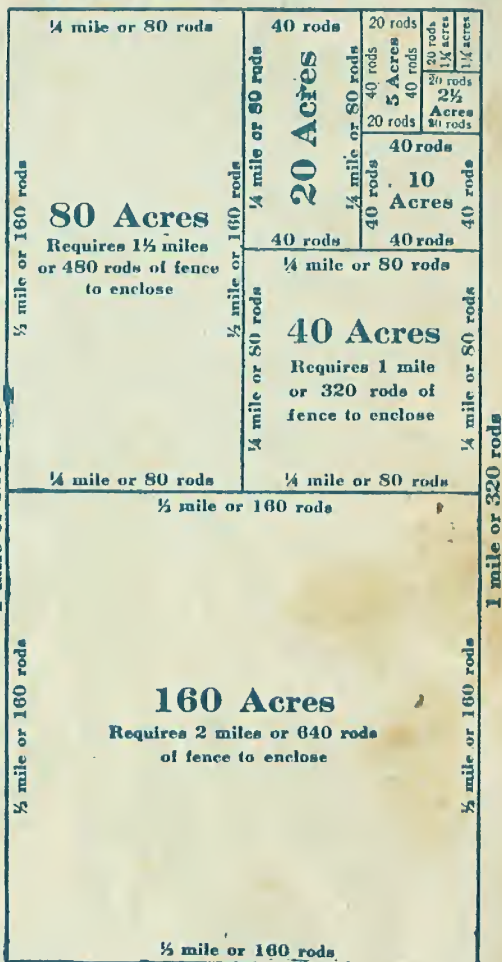 ¼ mile or 80 rods
½ mile or 160 rods
80 Acres
Requires 1½ miles
or 480 rods of fence
to enclose
½ mile or 160 rods
¼ mile or 80 rods
40 rods
¼ mile or 80 rods
20 Acres
¼ mile or 80 rods
40 rods
20 rods
40 rods
5 Acres
40 rods
20 rods
20 rods
1¼ acres
1¼ acres
20 rods
2½
Acres
20 rods
40 rods
40 rods
10
Acres
40 rods
40 rods
¼ mile or 80 rods
¼ mile or 80 rods
40 Acres
Requires 1 mile
or 320 rods of
fence to enclose
¼ mile or 80 rods
¼ mile or 80 rods
1 mile or 320 rods
½ mile or 160 rods
½ mile or 160 rods
160 Acres
Requires 2 miles or 640 rods
of fence to enclose
½ mile or 160 rods
½ mile or 160 rods